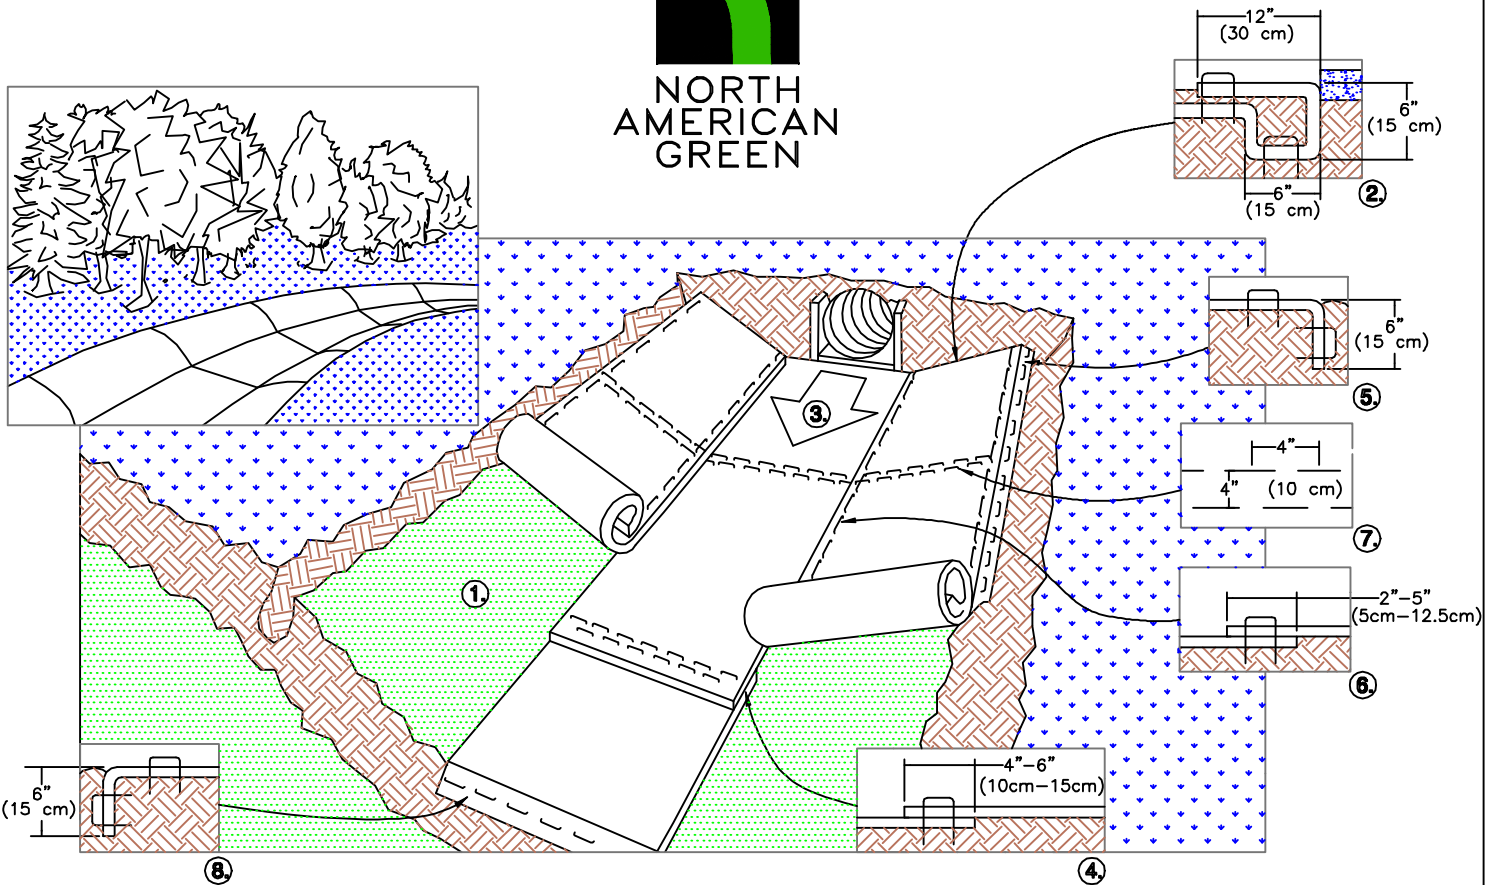 NORTH
AMERICAN
GREEN
12"
(30 cm)
6"
(15 cm)
6"
(15 cm)
2.
6"
(15 cm)
5.
3.
4"
4"
(10 cm)
7.
1.
2"-5"
(5cm-12.5cm)
6.
6"
(15 cm)
8.
4"-6"
(10cm-15cm)
4.